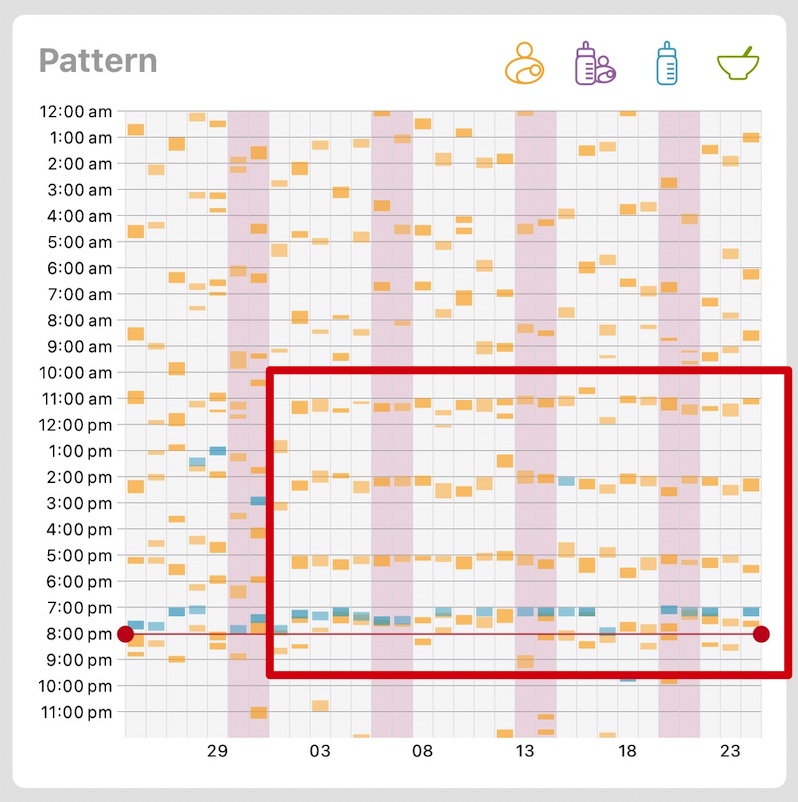 Pattern
12:00 am
1:00 am
2:00 am
3:00 am
4:00 am
5:00 am
6:00 am
7:00 am
8:00 am
9:00 am
10:00 am
11:00 am
12:00 pm
1:00 pm
2:00 pm
3:00 pm
4:00 pm
5:00 pm
6:00 pm
7:00 pm
8:00 pm
9:00 pm
10:00 pm
11:00 pm
29 03 08 13 18 23